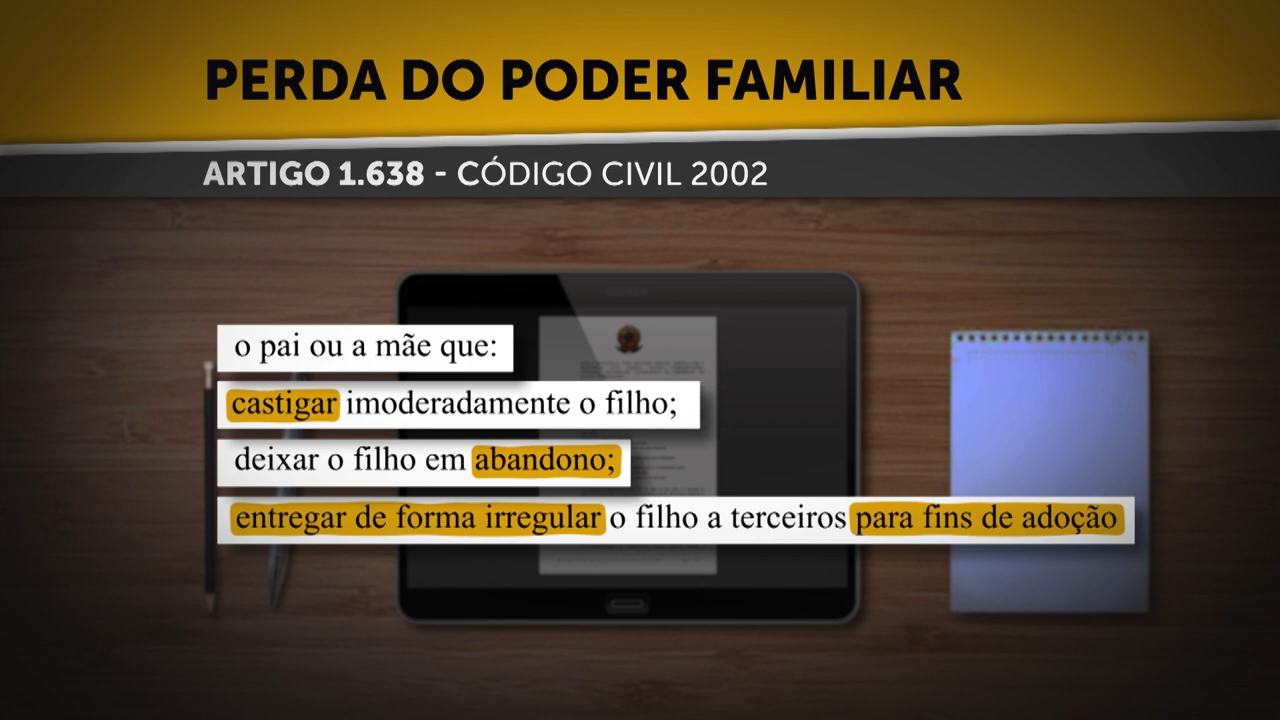 PERDA DO PODER FAMILIAR
ARTIGO 1.638 - CÓDIGO CIVIL 2002
o pai ou a mãe que:
castigar imoderadamente o filho;
deixar o filho em abandono;
entregar de forma irregular o filho a terceiros para fins de adoção